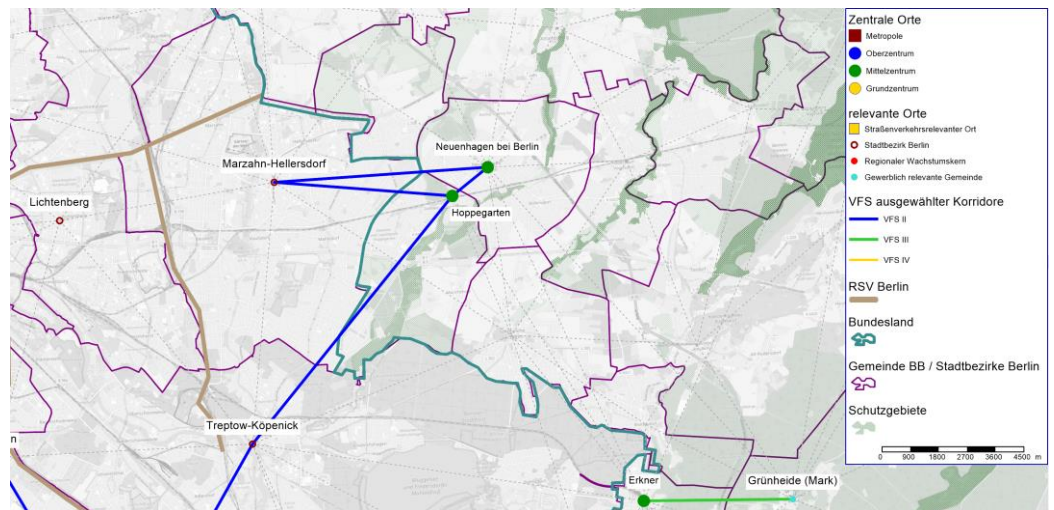 Neuenhagen bei Berlin
Marzahn-Hellersdorf
Lichtenberg
Hoppegarten
Treptow-Köpenick
n
Erkner
Grünheide (Mark)
Zentrale Orte
Metropole
Oberzentrum
Mittelzentrum
Grundzentrum
relevante Orte
Straßenverkehrsrelevanter Ort
Stadtbezirk Berlin
Regionaler Wachstumskern
Gewerblich relevante Gemeinde
VFS ausgewählter Korridore
VFS II
VFS III
VFS IV
RSV Berlin
Bundesland
Gemeinde BB / Stadtbezirke Berlin
Schutzgebiete
0 900 1800 2700 3600 4500 m